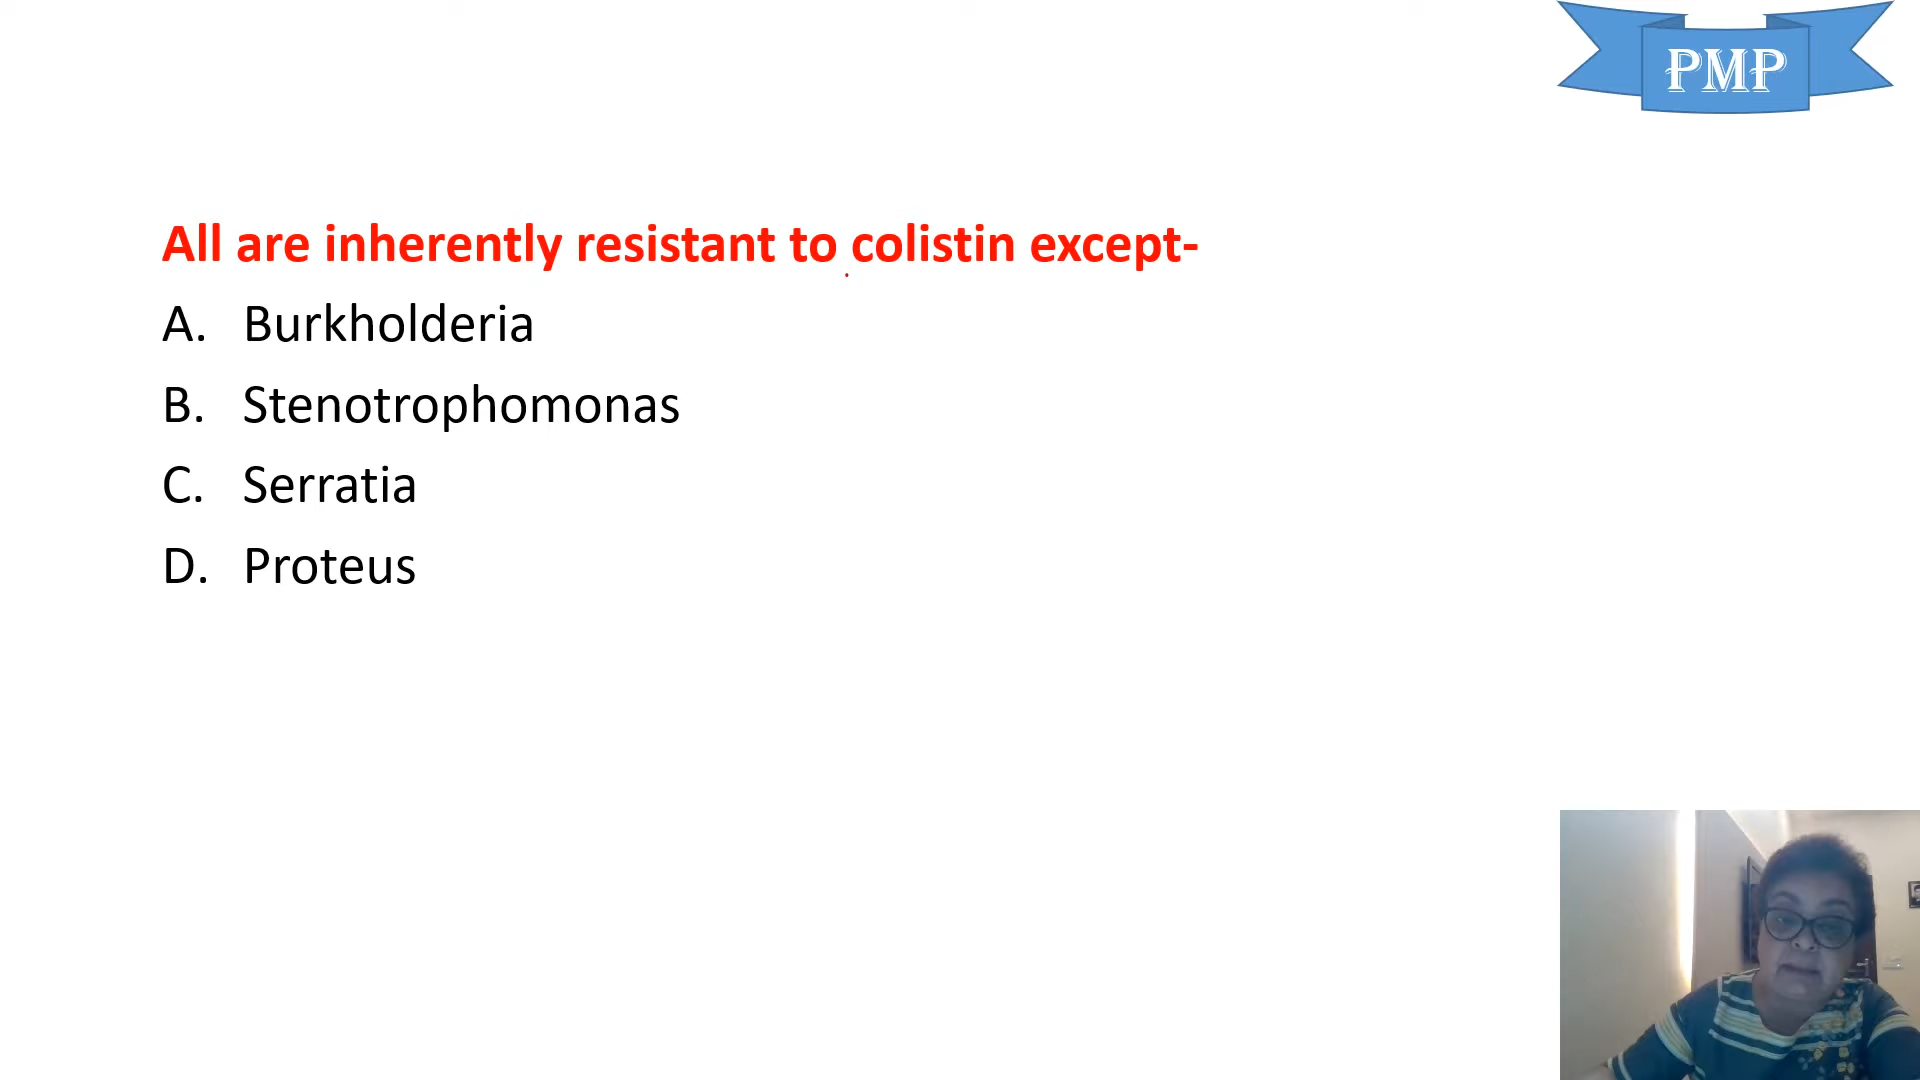 PMP
All are inherently resistant to colistin except-
A. Burkholderia
B. Stenotrophomonas
C. Serratia
D. Proteus